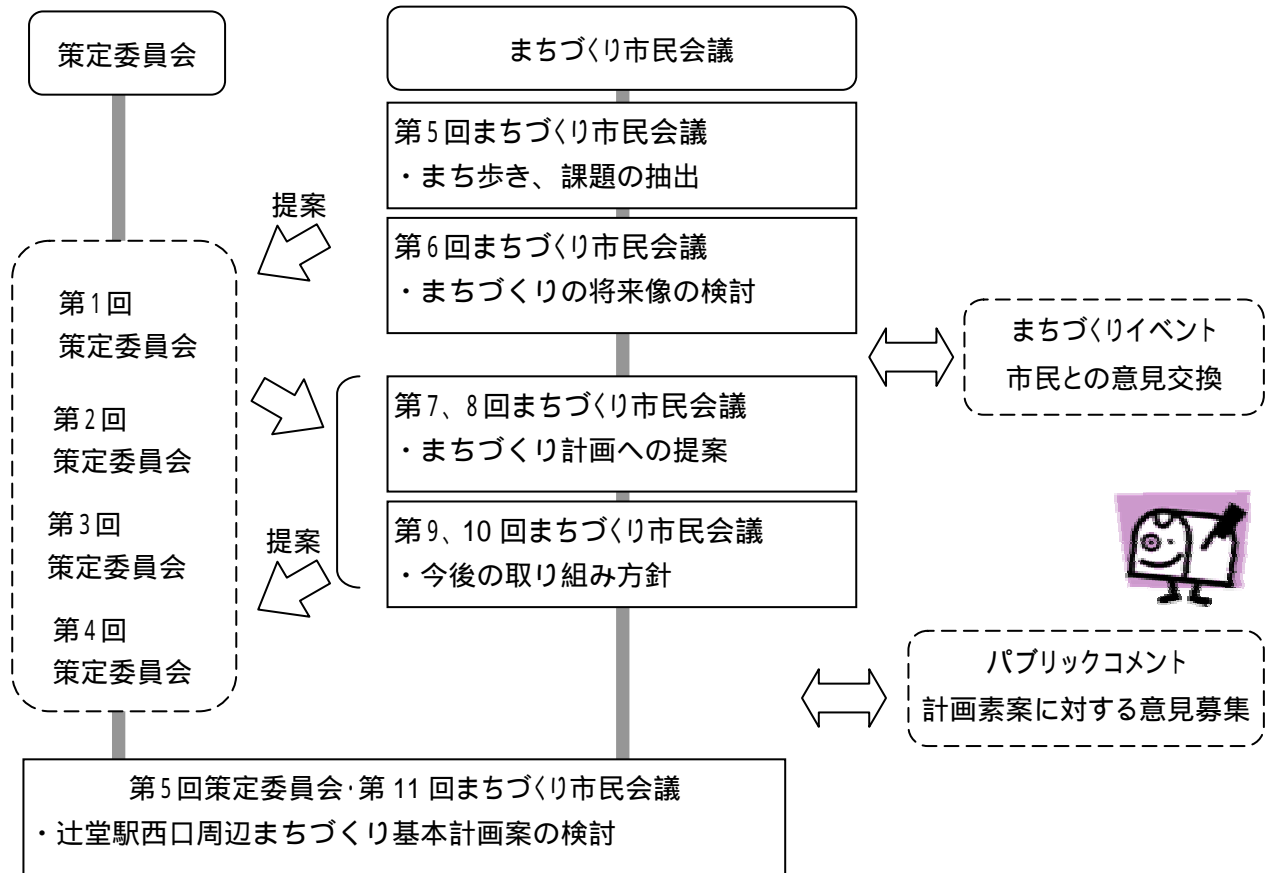 策定委員会
まちづくり市民会議
第5回まちづくり市民会議
・まち歩き、課題の抽出
提案
第6回まちづくり市民会議
・まちづくりの将来像の検討
第1回
策定委員会
第2回
策定委員会
第3回
策定委員会
第4回
策定委員会
まちづくりイベント
市民との意見交換
第7、8回まちづくり市民会議
・まちづくり計画への提案
提案
第9、10回まちづくり市民会議
・今後の取り組み方針
パブリックコメント
計画素案に対する意見募集
第5回策定委員会・第11回まちづくり市民会議
・辻堂駅西口周辺まちづくり基本計画案の検討